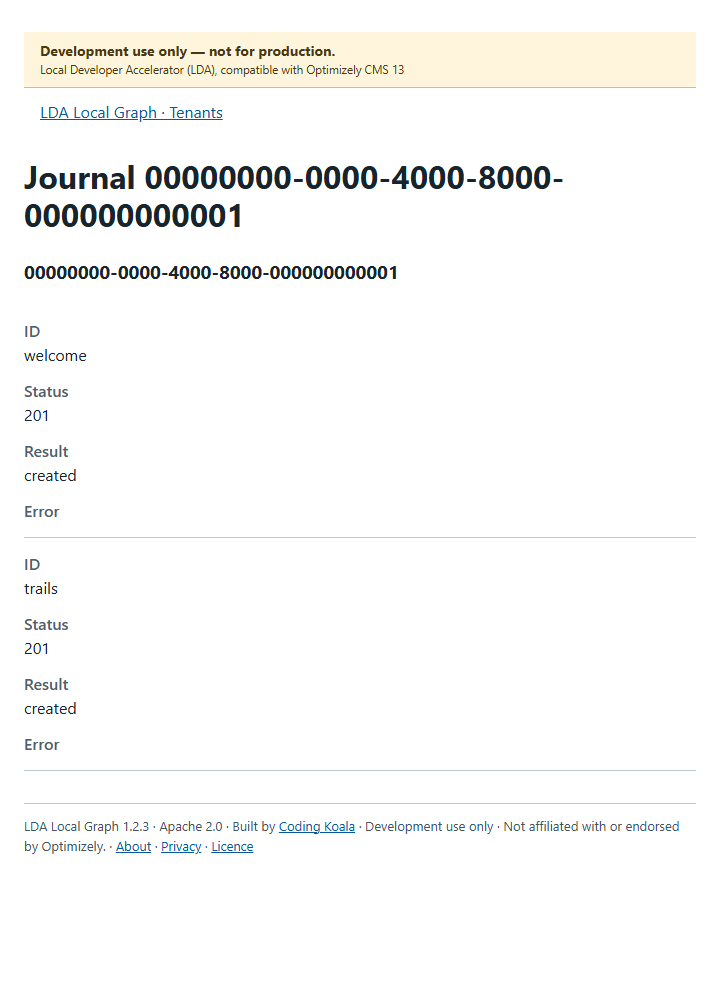 Development use only — not for production.
Local Developer Accelerator (LDA), compatible with Optimizely CMS 13
LDA Local Graph · Tenants
Journal 00000000-0000-4000-8000-
000000000001
00000000-0000-4000-8000-000000000001
ID
welcome
Status
201
Result
created
Error
ID
trails
Status
201
Result
created
Error
LDA Local Graph 1.2.3 · Apache 2.0 · Built by Coding Koala · Development use only · Not affiliated with or endorsed
by Optimizely. · About · Privacy · Licence